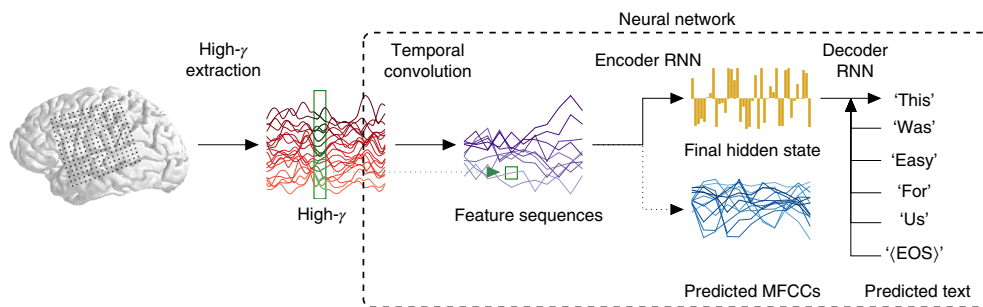 Neural network
High-γ
extraction
Temporal
convolution
Encoder RNN
Decoder
RNN
‘This’
‘Was’
‘Easy’
‘For’
‘Us’
‘⟨EOS⟩’
Final hidden state
High-γ
Feature sequences
Predicted MFCCs
Predicted text